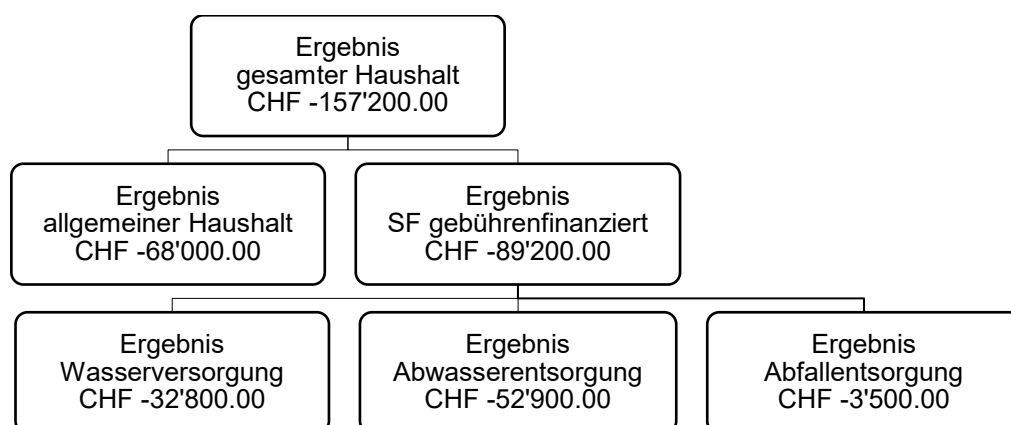 Ergebnis
gesamter Haushalt
CHF -157'200.00
Ergebnis
allgemeiner Haushalt
CHF -68'000.00
Ergebnis
SF gebührenfinanziert
CHF -89'200.00
Ergebnis
Wasserversorgung
CHF -32'800.00
Ergebnis
Abwasserentsorgung
CHF -52'900.00
Ergebnis
Abfallentsorgung
CHF -3'500.00